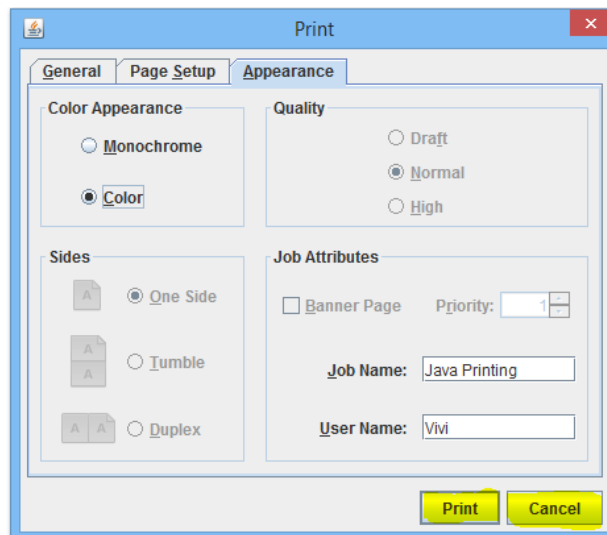 Print
General Page Setup Appearance
Color Appearance
Monochrome
Color
Quality
Draft
Normal
High
Sides
A
One Side
A
A
Tumble
A A
Duplex
Job Attributes
Banner Page Priority: 1
Job Name: Java Printing
User Name: Vivi
Print Cancel